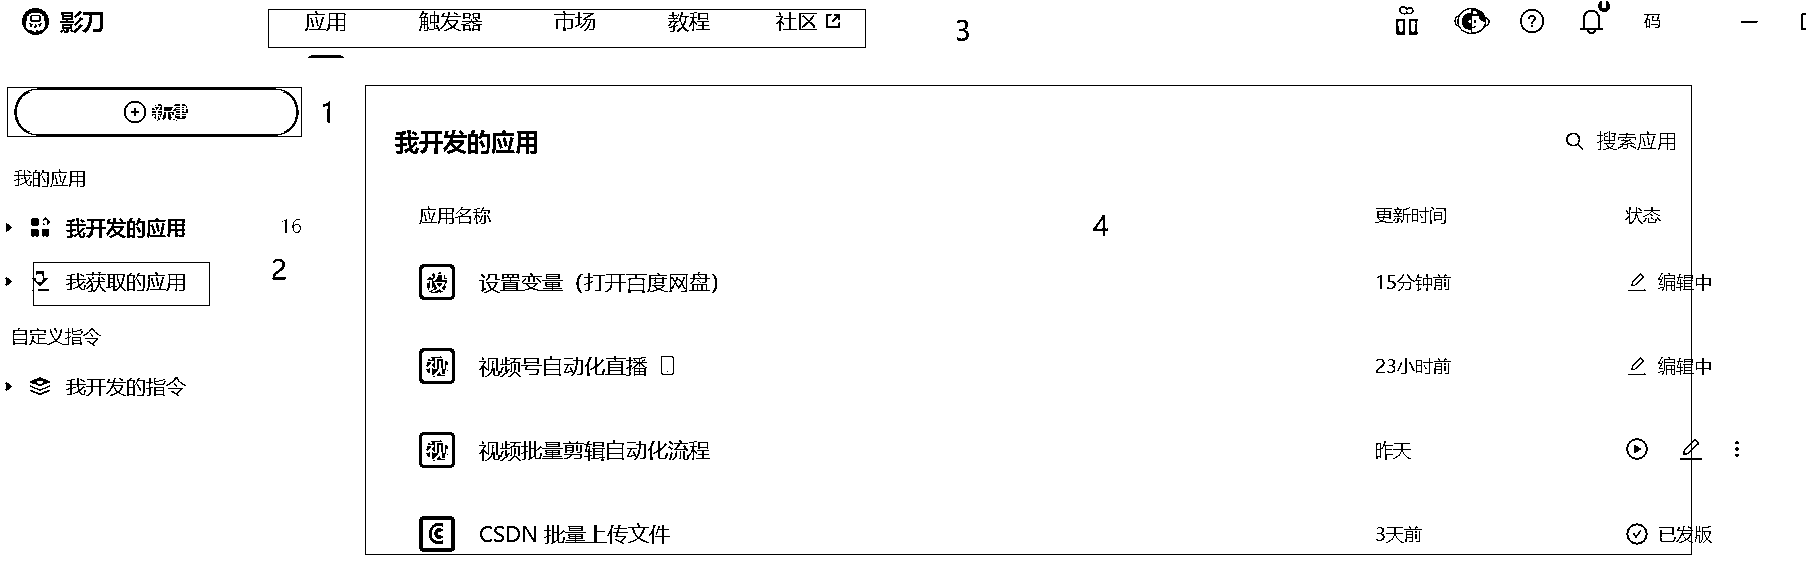 影刀 应用 触发器 市场 教程 社区 3 码
新建 1
我的应用
我开发的应用 16
我获取的应用 2
自定义指令
我开发的指令
我开发的应用 搜索应用
应用名称 4 更新时间 状态
设 设置变量（打开百度网盘） 15分钟前 编辑中
视 视频号自动化直播 23小时前 编辑中
视 视频批量剪辑自动化流程 昨天
C CSDN 批量上传文件 3天前 已发版